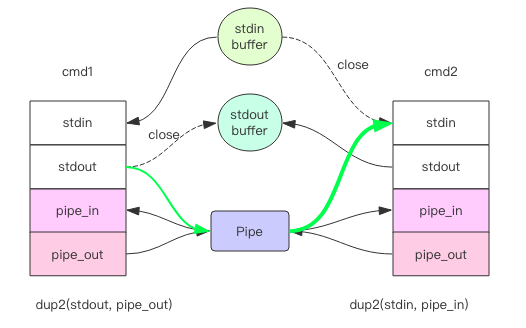 stdin
buffer
close
cmd1
cmd2
stdin
stdout
buffer
stdin
close
stdout
stdout
pipe_in
Pipe
pipe_in
pipe_out
pipe_out
dup2(stdout, pipe_out)
dup2(stdin, pipe_in)